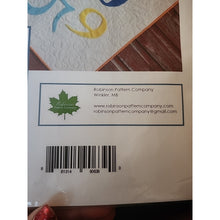 Robinson Pattern Company
Winkler, MB
www.robinsonpatterncompany.com
robinsonpatterncompany@gmail.com